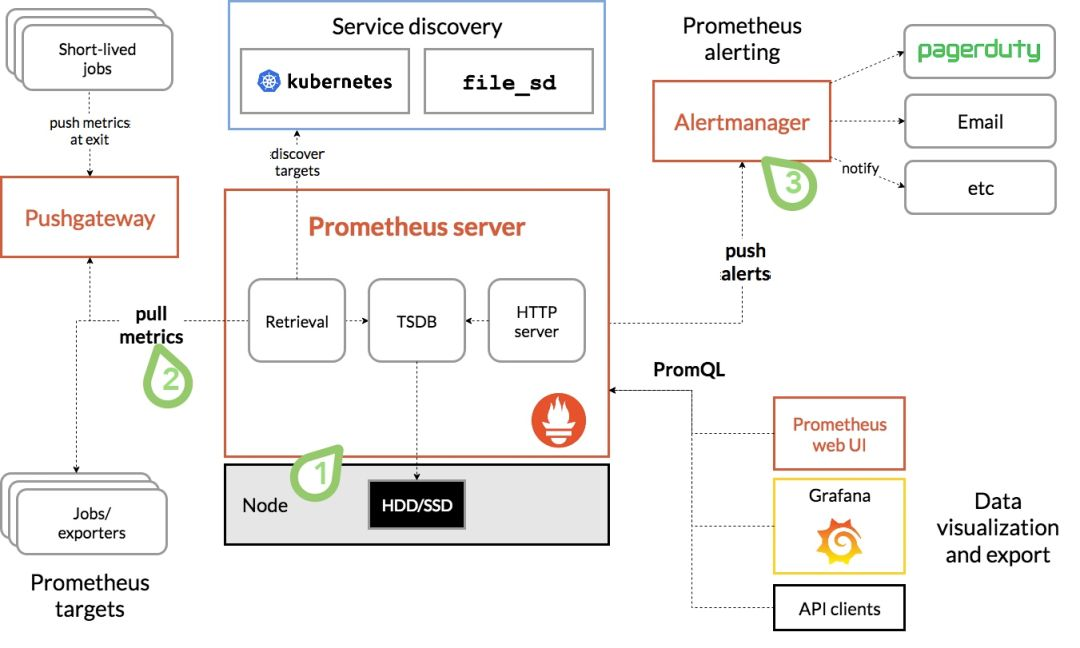 Short-lived
jobs
push metrics
at exit
Pushgateway
Service discovery
kubernetes
file_sd
discover
targets
Prometheus
alerting
Alertmanager
3
pagerduty
Email
etc
notify
push
alerts
Prometheus server
Retrieval
TSDB
HTTP
server
pull
metrics
2
1
Node
HDD/SSD
Jobs/
exporters
Prometheus
targets
PromQL
Prometheus
web UI
Grafana
API clients
Data
visualization
and export